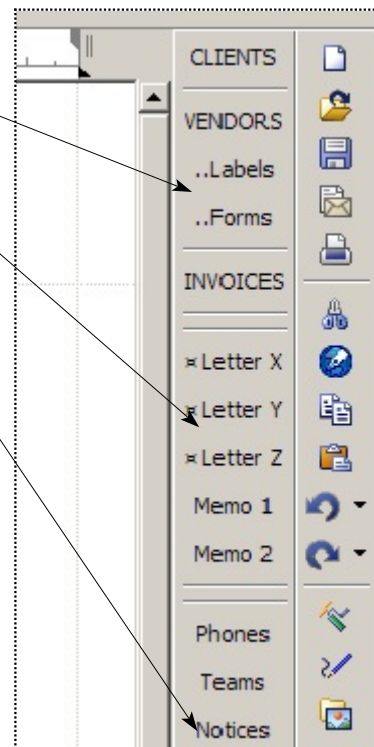 CLIENTS
VENDORS
..Labels
..Forms
INVOICES
¤ Letter X
¤ Letter Y
¤ Letter Z
Memo 1
Memo 2
Phones
Teams
Notices